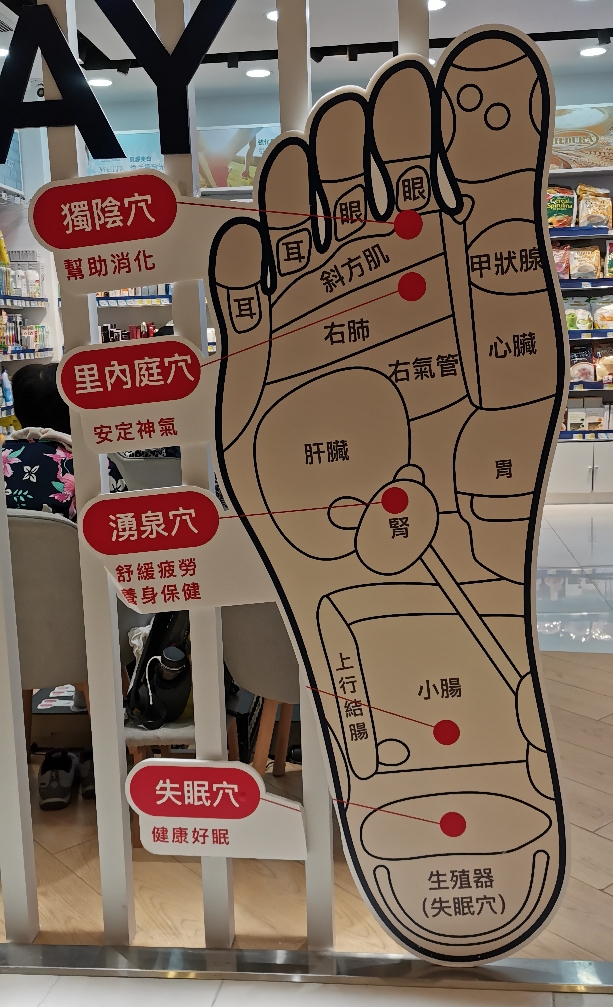 AY
獨陰穴
幫助消化
里內庭穴
安定神氣
湧泉穴
舒緩疲勞
養身保健
失眠穴
健康好眠
眼
眼
耳
耳
斜方肌
甲狀腺
右肺
右氣管
心臟
肝臟
胃
腎
上行結腸
小腸
生殖器
(失眠穴)